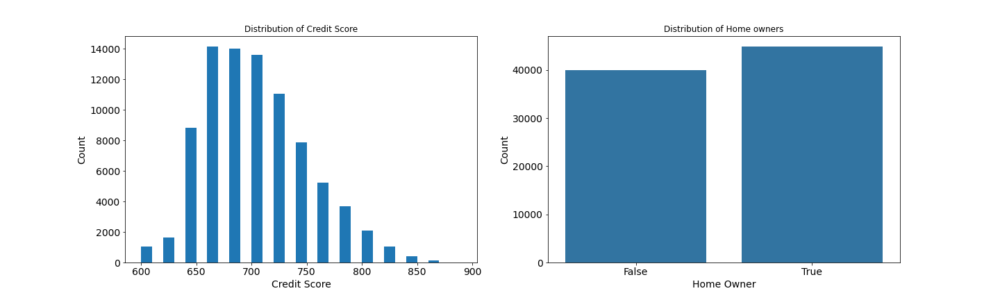 Distribution of Credit Score
14000
12000
10000
8000
6000
4000
2000
0
Count
600 650 700 750 800 850 900
Credit Score
Distribution of Home owners
40000
30000
20000
10000
0
Count
False True
Home Owner